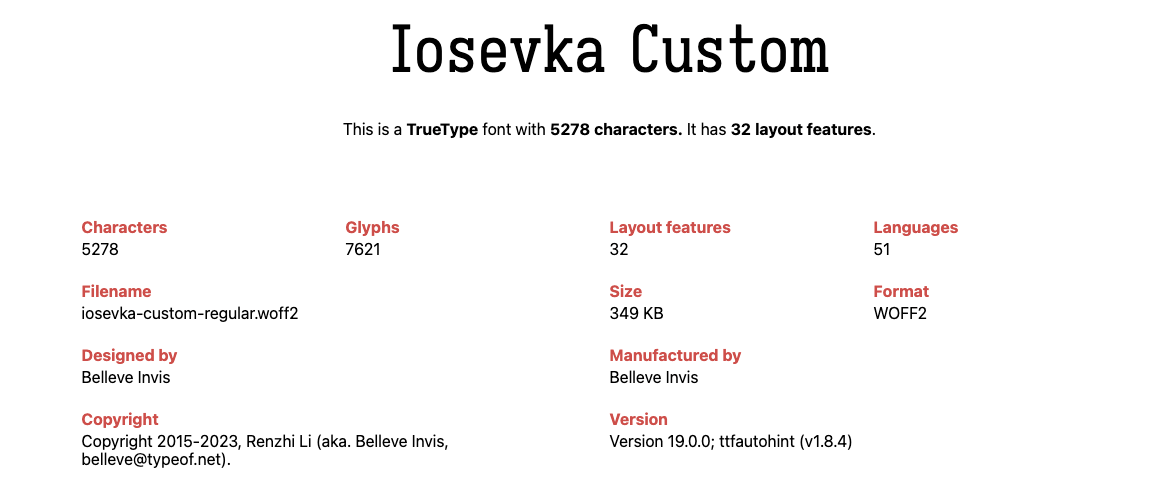 Iosevka Custom
This is a TrueType font with 5278 characters. It has 32 layout features.
Characters
5278
Glyphs
7621
Layout features
32
Languages
51
Filename
iosevka-custom-regular.woff2
Size
349 KB
Format
WOFF2
Designed by
Belleve Invis
Manufactured by
Belleve Invis
Copyright
Copyright 2015-2023, Renzhi Li (aka. Belleve Invis,
belleve@typeof.net).
Version
Version 19.0.0; ttfautohint (v1.8.4)